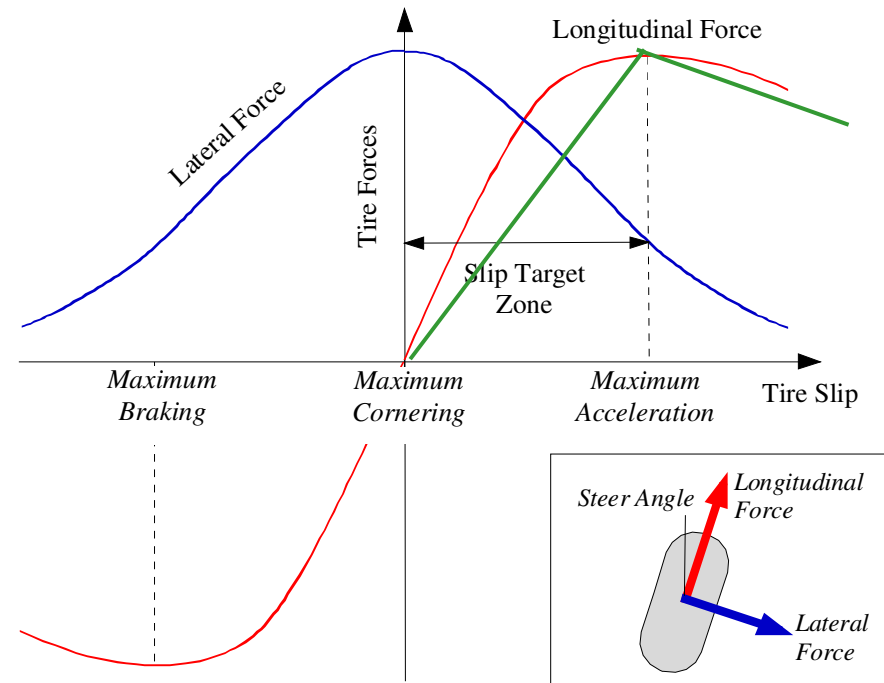 Longitudinal Force
Lateral Force
Tire Forces
Slip Target
Zone
Maximum
Braking
Maximum
Cornering
Maximum
Acceleration
Tire Slip
Steer Angle
Longitudinal
Force
Lateral
Force